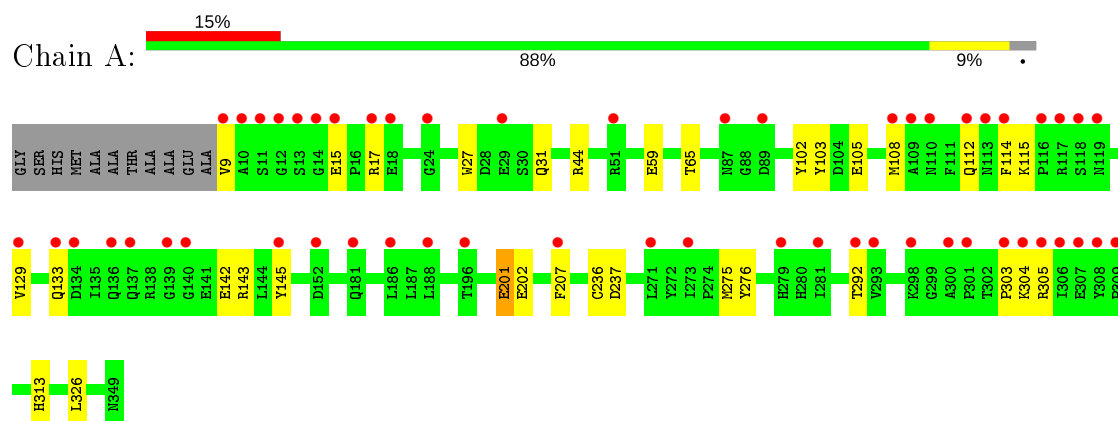 15%
Chain A:
88% 9% •
GLY SER HIS MET ALA ALA THR ALA ALA GLU ALA V9 A10 S11 G12 S13 G14 E15 P16 R17 E18 G24 W27 D28 E29 S30 Q31 R44 R51 E59 T65 N87 G88 D89 Y102 Y103 D104 E105 M108 A109 N110 F111 Q112 N113 F114 K115 P116 R117 S118 N119
V129 Q133 D134 I135 Q136 Q137 R138 G139 G140 E141 E142 R143 L144 Y145 D152 Q181 L186 L187 L188 T196 E201 E202 F207 C236 D237 L271 Y272 I273 P274 M275 Y276 H279 H280 I281 T292 V293 K298 G299 A300 P301 T302 P303 K304 R305 I306 E307 Y308
H313 L326 N349